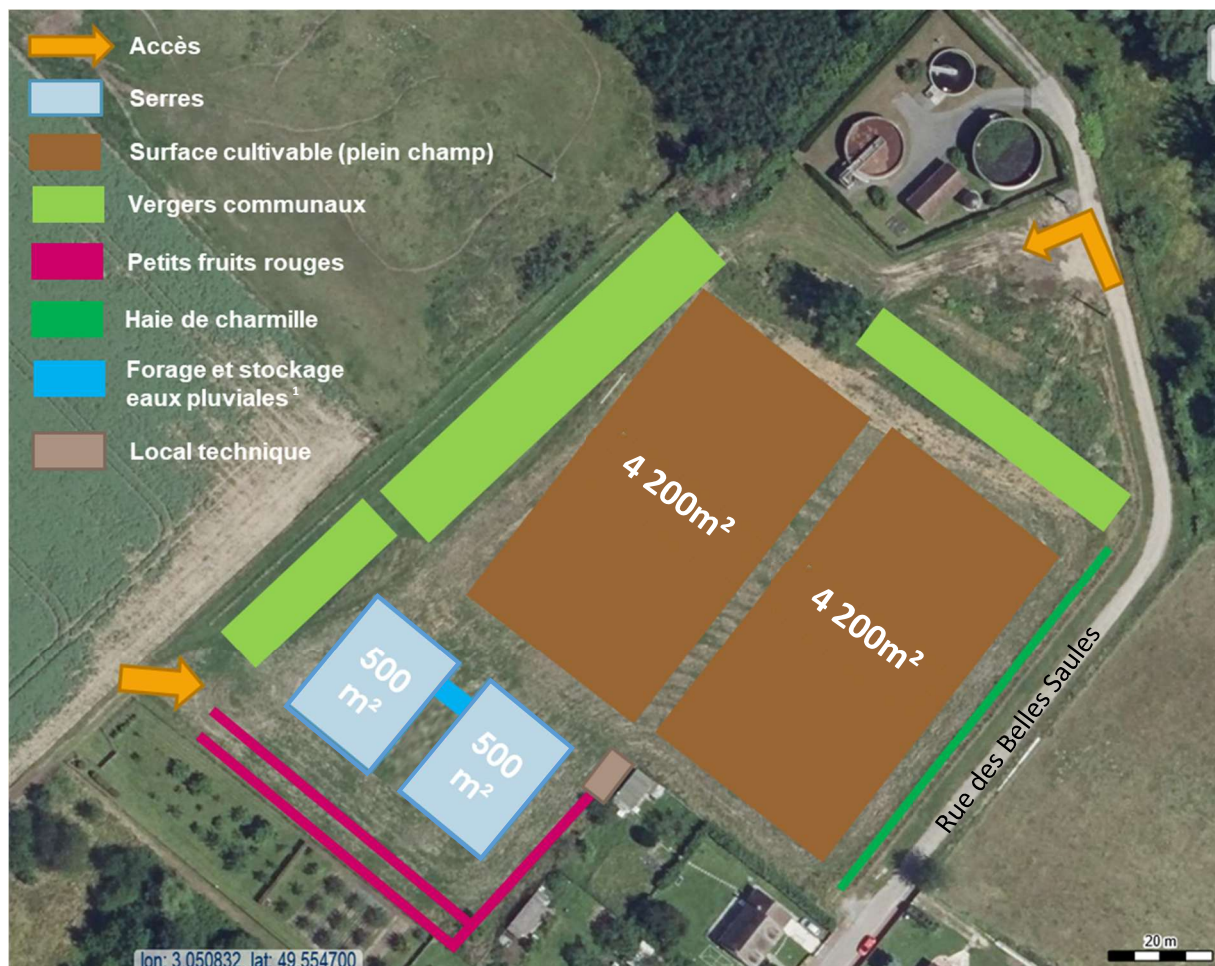 Accès
Serres
Surface cultivable (plein champ)
Vergers communaux
Petits fruits rouges
Haie de charmille
Forage et stockage
eaux pluviales ¹
Local technique
4 200m²
4 200m²
500
m²
500
m²
Rue des Belles Saules
20 m
lon: 3.050832 lat: 49.554700